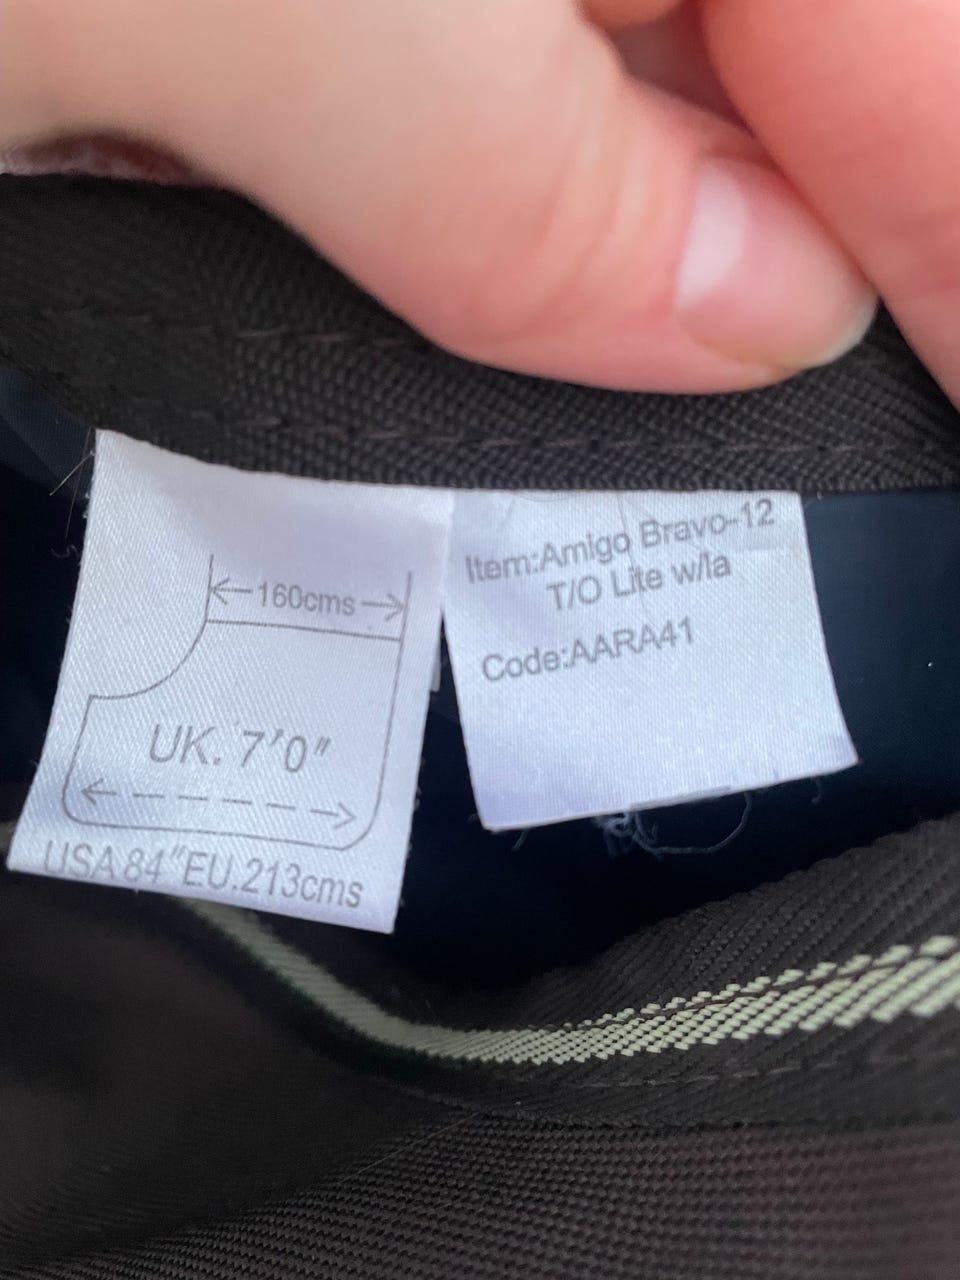 160cms
UK. 7'0"
USA 84" EU.213cms
Item:Amigo Bravo-12
T/O Lite w/la
Code:AARA41